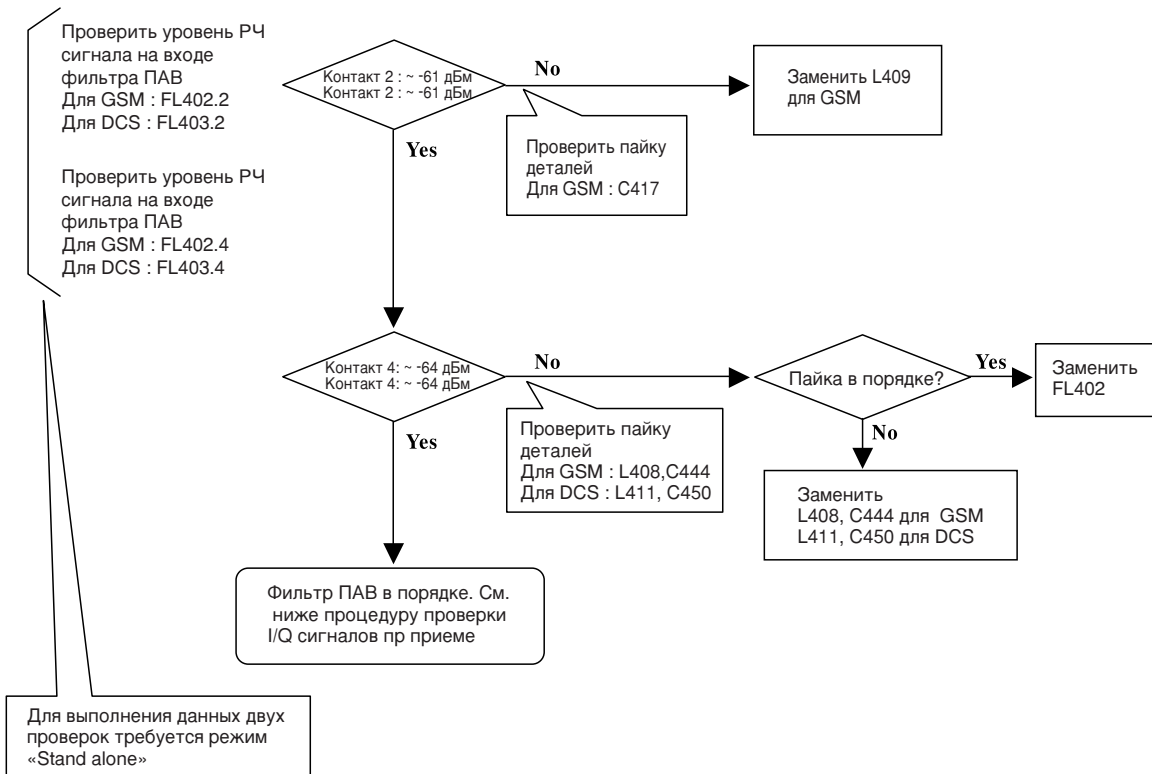 Проверить уровень РЧ
сигнала на входе
фильтра ПАВ
Для GSM : FL402.2
Для DCS : FL403.2
Проверить уровень РЧ
сигнала на входе
фильтра ПАВ
Для GSM : FL402.4
Для DCS : FL403.4
Контакт 2 : ~ -61 дБм
Контакт 2 : ~ -61 дБм
No
Заменить L409
для GSM
Yes
Проверить пайку
деталей
Для GSM : C417
Контакт 4: ~ -64 дБм
Контакт 4: ~ -64 дБм
No
Пайка в порядке?
Yes
Заменить
FL402
Yes
Проверить пайку
деталей
Для GSM : L408,C444
Для DCS : L411, C450
No
Заменить
L408, C444 для GSM
L411, C450 для DCS
Фильтр ПАВ в порядке. См.
ниже процедуру проверки
I/Q сигналов пр приеме
Для выполнения данных двух
проверок требуется режим
«Stand alone»